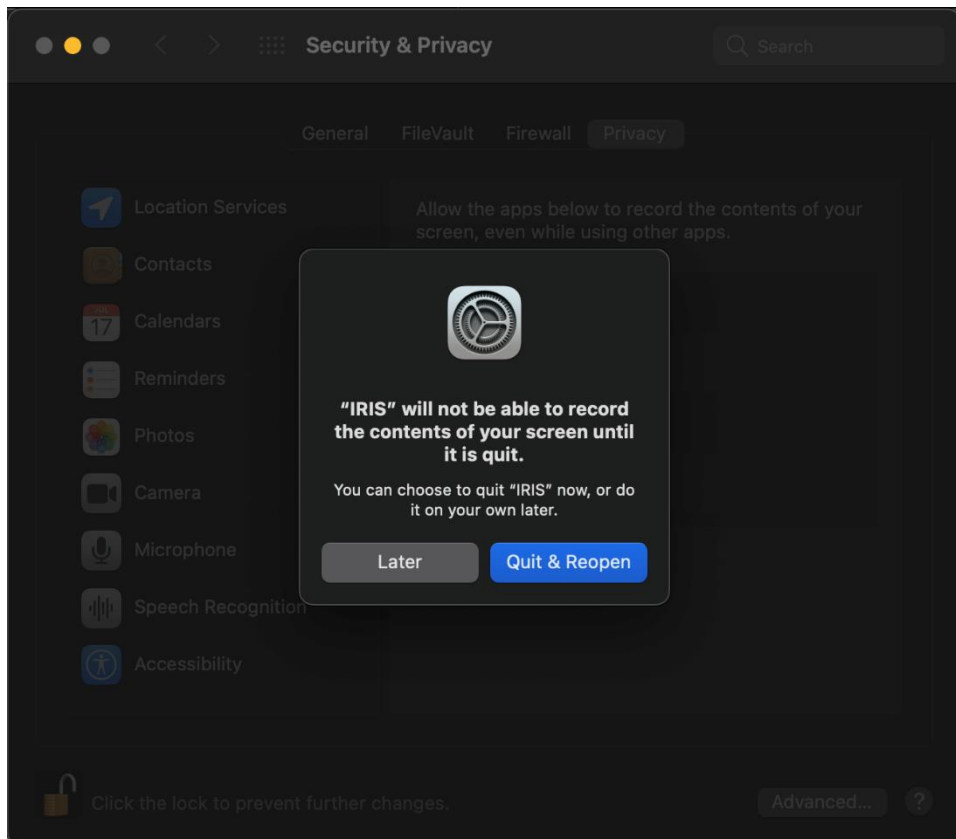 Security & Privacy
Search
General FileVault Firewall Privacy
Location Services
Contacts
17
Calendars
Reminders
Photos
Camera
Microphone
Speech Recognition
Accessibility
Allow the apps below to record the contents of your
screen, even while using other apps.
“IRIS” will not be able to record
the contents of your screen until
it is quit.
You can choose to quit “IRIS” now, or do
it on your own later.
Later
Quit & Reopen
Click the lock to prevent further changes.
Advanced...
?